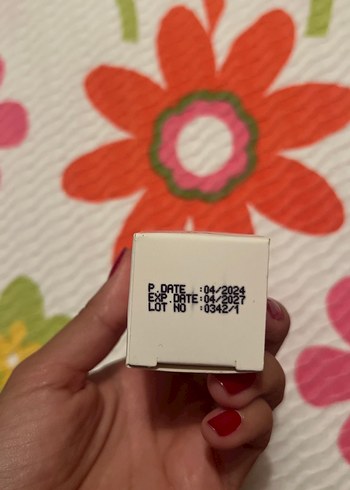 P.DATE :04/2024
EXP.DATE:04/2027
LOT NO :0342/1